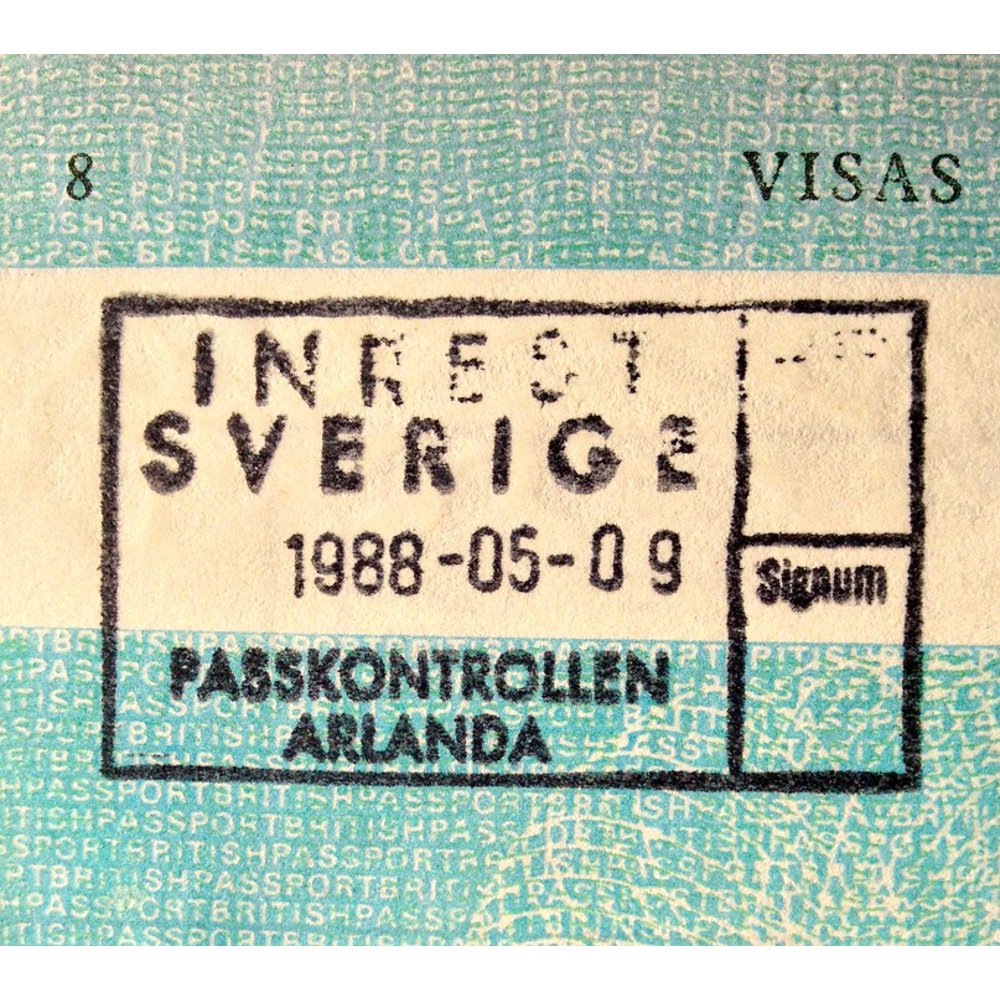 8 VISAS
INREST
SVERIGE
1988-05-09
Signum
PASSKONTROLLEN
ARLANDA